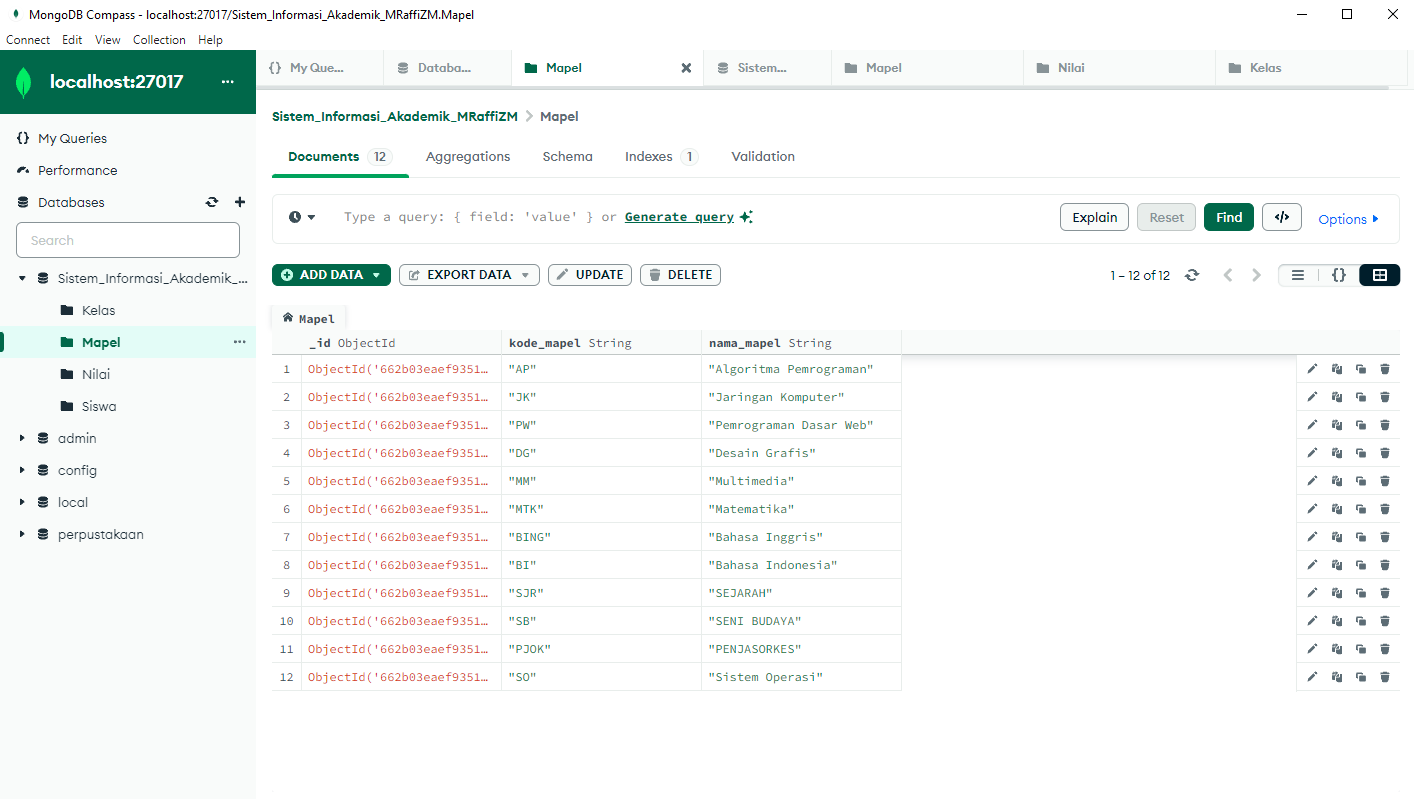 MongoDB Compass - localhost:27017/Sistem_Informasi_Akademik_MRaffiZM.Mapel
Connect Edit View Collection Help
localhost:27017 ...
{} My Queries
Performance
Databases
Search
Sistem_Informasi_Akademik_...
Kelas
Mapel ...
Nilai
Siswa
admin
config
local
perpustakaan
{} My Que... Databa... Mapel Sistem... Mapel Nilai Kelas
Sistem_Informasi_Akademik_MRaffiZM > Mapel
Documents 12 Aggregations Schema Indexes 1 Validation
Type a query: { field: 'value' } or Generate query
Explain Reset Find </> Options
ADD DATA EXPORT DATA UPDATE DELETE
1 – 12 of 12 {}
Mapel
_id ObjectId kode_mapel String nama_mapel String
1 ObjectId('662b03eaef9351... "AP" "Algoritma Pemrograman"
2 ObjectId('662b03eaef9351... "JK" "Jaringan Komputer"
3 ObjectId('662b03eaef9351... "PW" "Pemrograman Dasar Web"
4 ObjectId('662b03eaef9351... "DG" "Desain Grafis"
5 ObjectId('662b03eaef9351... "MM" "Multimedia"
6 ObjectId('662b03eaef9351... "MTK" "Matematika"
7 ObjectId('662b03eaef9351... "BING" "Bahasa Inggris"
8 ObjectId('662b03eaef9351... "BI" "Bahasa Indonesia"
9 ObjectId('662b03eaef9351... "SJR" "SEJARAH"
10 ObjectId('662b03eaef9351... "SB" "SENI BUDAYA"
11 ObjectId('662b03eaef9351... "PJOK" "PENJASORKES"
12 ObjectId('662b03eaef9351... "SO" "Sistem Operasi"